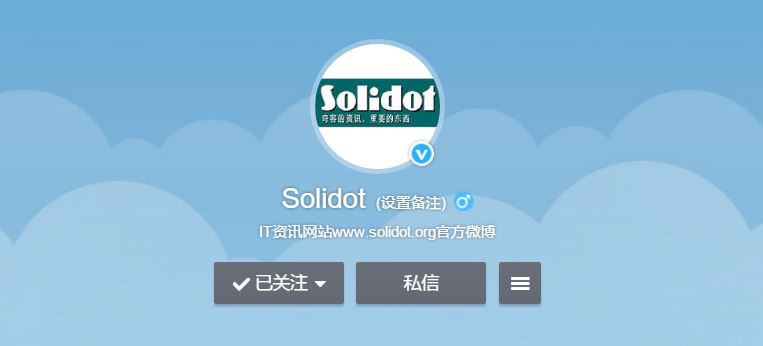 Solidot
奇客的资讯，重要的东西
Solidot (设置备注)
IT资讯网站www.solidot.org官方微博
已关注 私信